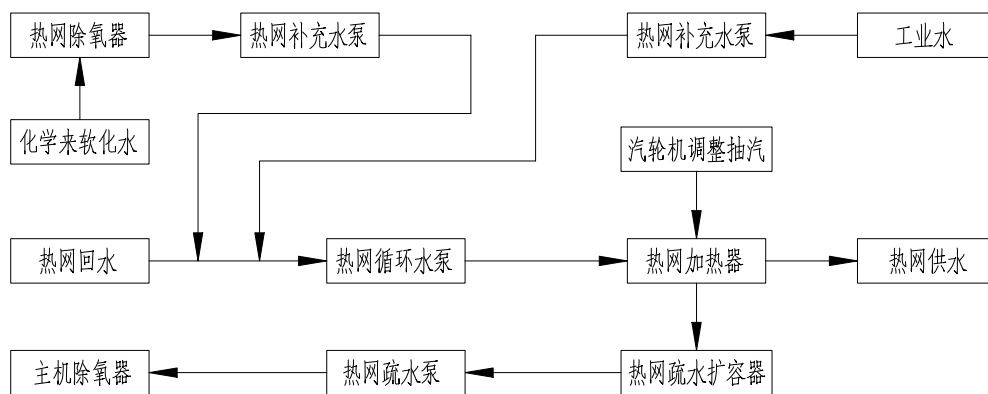 热网除氧器
热网补充水泵
热网补充水泵
工业水
化学来软化水
汽轮机调整抽汽
热网回水
热网循环水泵
热网加热器
热网供水
主机除氧器
热网疏水泵
热网疏水扩容器